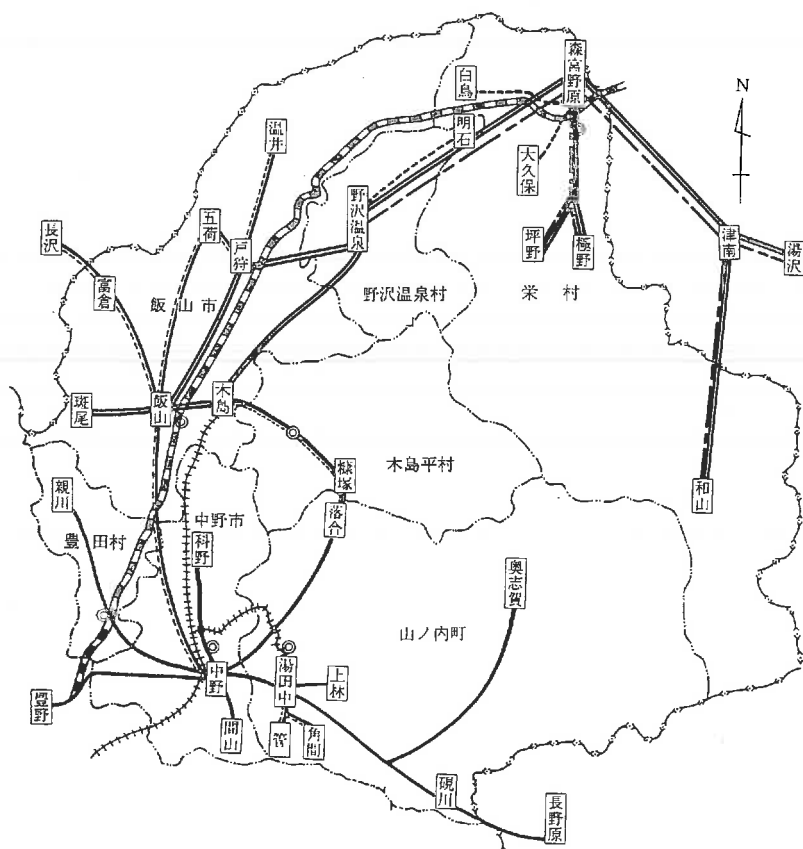 森宮野原
白鳥
N
明石
温井
大久保
野沢温泉
五荷
戸狩
長沢
坪野
極野
津南
湯沢
富倉
飯山市
野沢温泉村
栄村
斑尾
飯山
木島
木島平村
糠塚
和山
親川
中野市
落合
豊田村
科野
奥志賀
山ノ内町
中野
湯田中
上林
豊野
間山
菅
角間
硯川
長野原